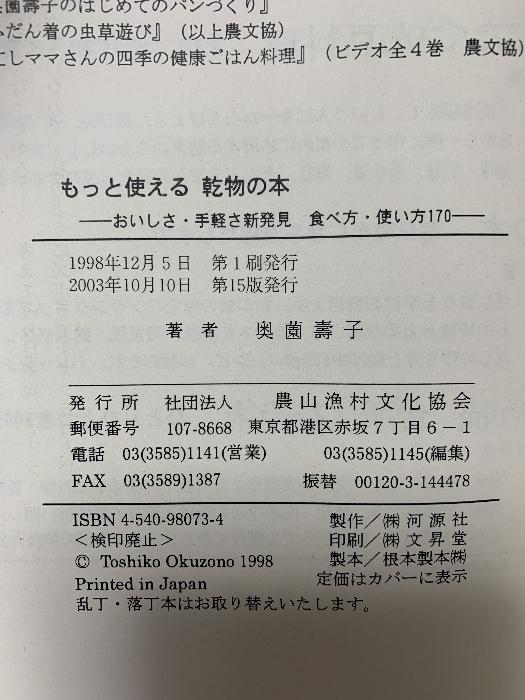 奥薗壽子のはじめてのパンづくり』
だん着の虫草遊び』（以上農文協）
しママさんの四季の健康ごはん料理』（ビデオ全４巻　農文協）
もっと使える 乾物の本
――おいしさ・手軽さ新発見　食べ方・使い方170――
1998年12月５日　第１刷発行
2003年10月10日　第15版発行
著　者　　奥　薗　壽　子
発　行　所　　社団法人　　農　山　漁　村　文　化　協　会
郵便番号　107-8668　東京都港区赤坂７丁目６−１
電話　03(3585)1141(営業)　　03(3585)1145(編集)
FAX　03(3589)1387　　振替　00120-3-144478
ISBN 4-540-98073-4　　製作／㈱河源社
＜検印廃止＞　　印刷／㈱文昇堂
© Toshiko Okuzono 1998　　製本／根本製本㈱
Printed in Japan　　定価はカバーに表示
乱丁・落丁本はお取り替えいたします。